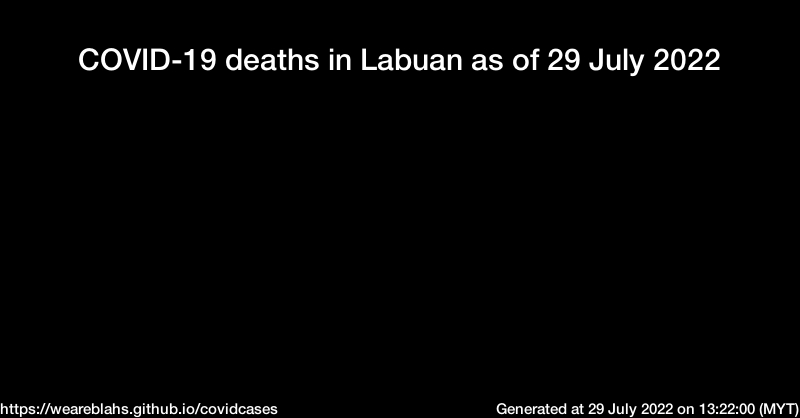 COVID-19 deaths in Labuan as of 29 July 2022
https://weareblahs.github.io/covidcases
Generated at 29 July 2022 on 13:22:00 (MYT)